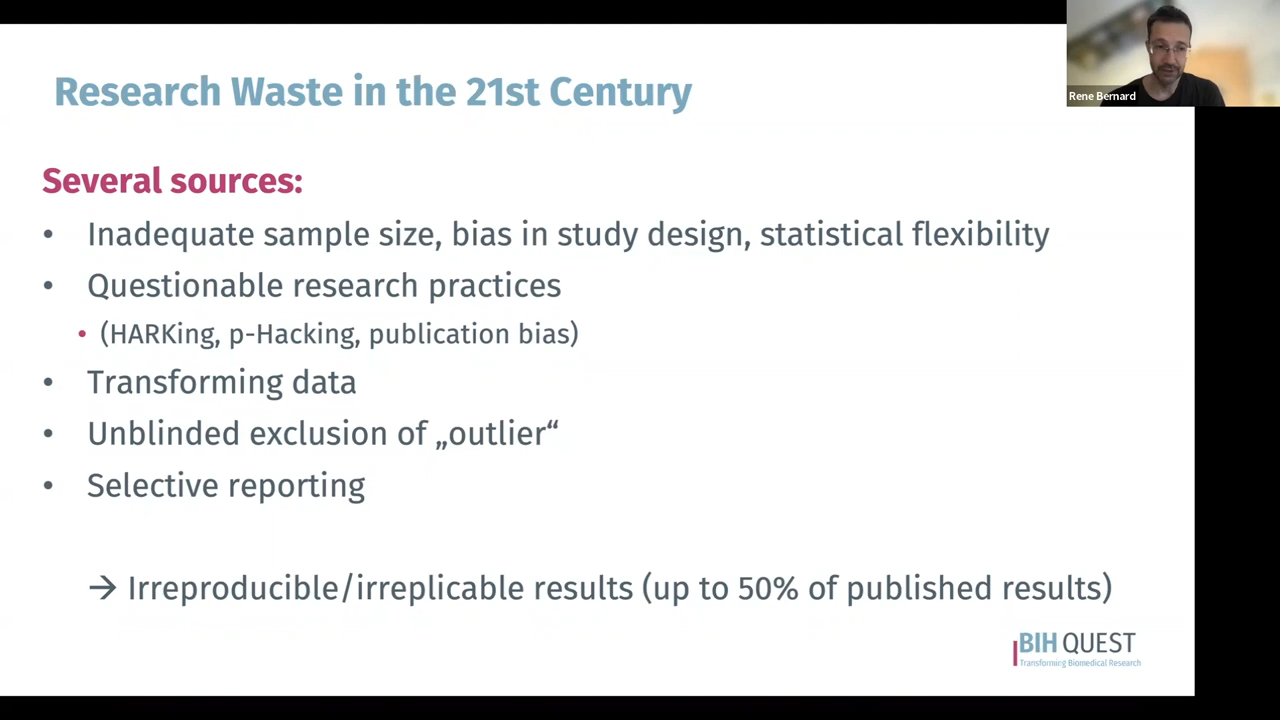 Research Waste in the 21st Century
Rene Bernard
Several sources:
• Inadequate sample size, bias in study design, statistical flexibility
• Questionable research practices
• (HARKing, p-Hacking, publication bias)
• Transforming data
• Unblinded exclusion of „outlier“
• Selective reporting
→ Irreproducible/irreplicable results (up to 50% of published results)
BIH QUEST
Transforming Biomedical Research